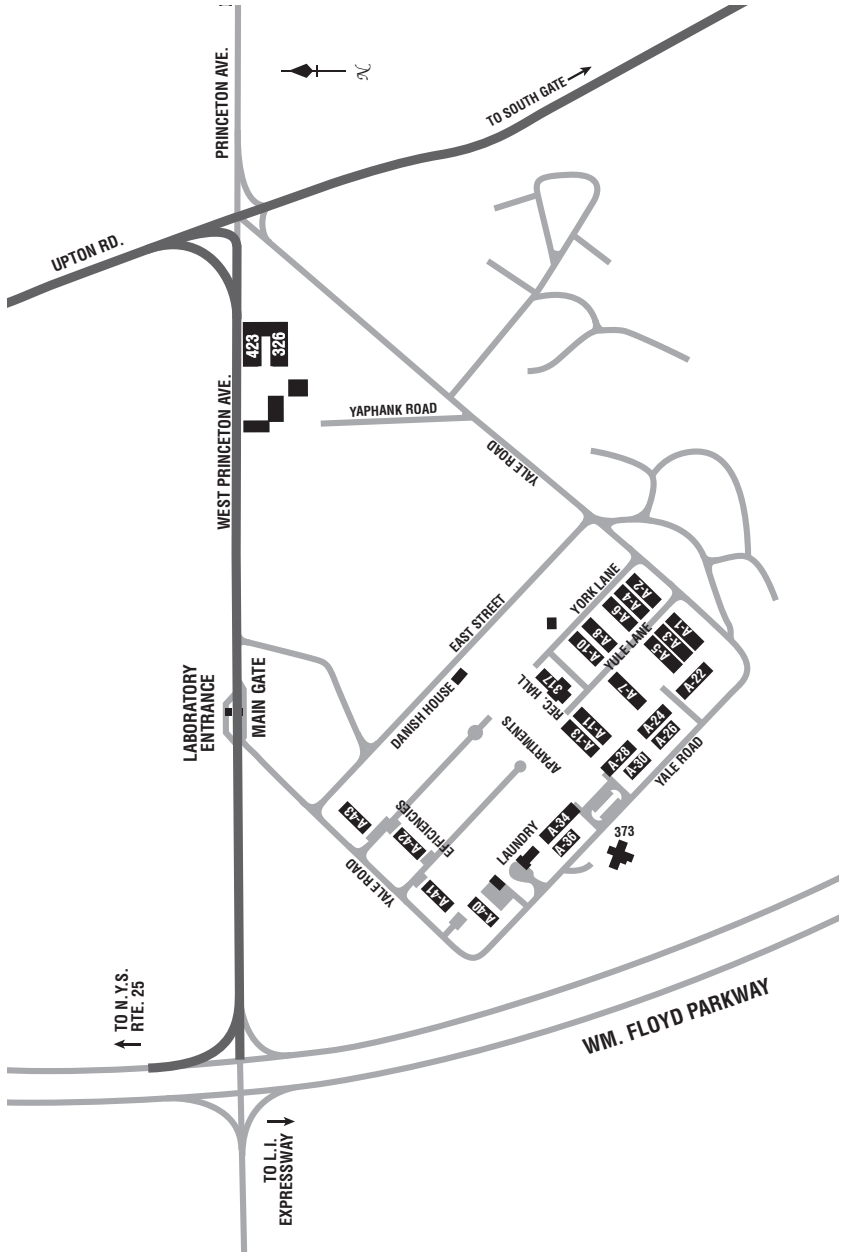 PRINCETON AVE.
N
TO SOUTH GATE
UPTON RD.
423
326
WEST PRINCETON AVE.
YAPHANK ROAD
YALE ROAD
EAST STREET
YORK LANE
A-2
A-4
A-6
A-8
A-10
YULE LANE
A-1
A-3
A-5
A-7
A-22
REC. HALL
317
A-11
A-13
A-24
A-26
A-28
A-30
YALE ROAD
DANISH HOUSE
APARTMENTS
LABORATORY
ENTRANCE
MAIN GATE
EFFICIENCIES
A-43
A-42
A-41
A-40
YALE ROAD
LAUNDRY
A-34
A-36
373
TO N.Y.S.
RTE. 25
WM. FLOYD PARKWAY
TO L.I.
EXPRESSWAY